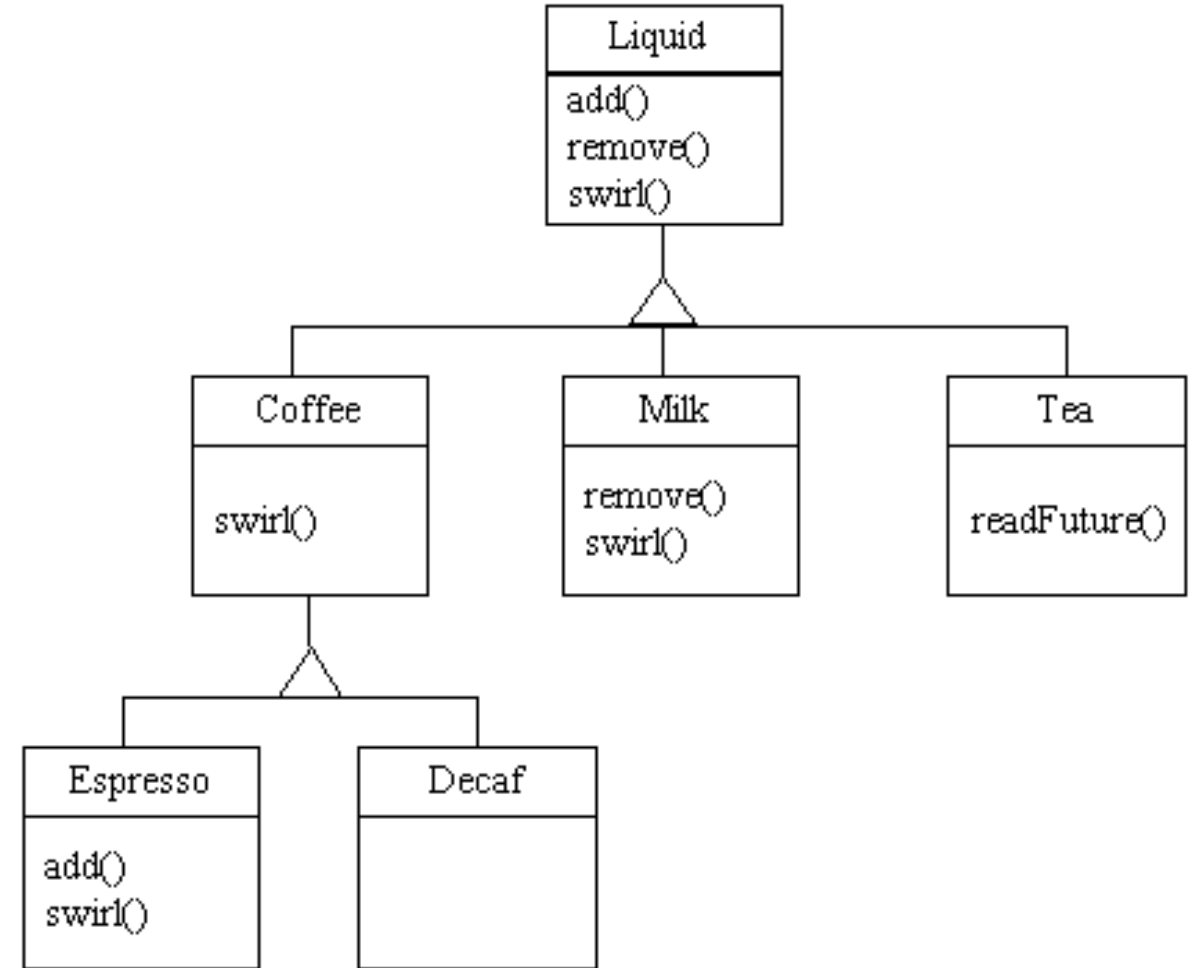 Liquid
add()
remove()
swirl()
Coffee
swirl()
Milk
remove()
swirl()
Tea
readFuture()
Espresso
add()
swirl()
Decaf